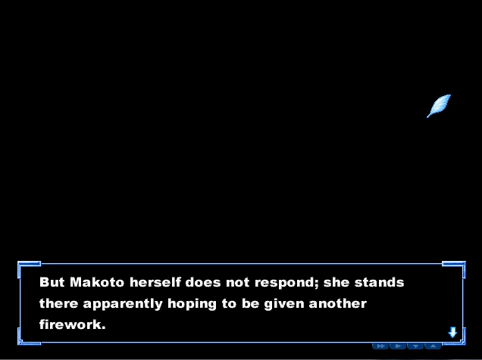 But Makoto herself does not respond; she stands
there apparently hoping to be given another
firework.